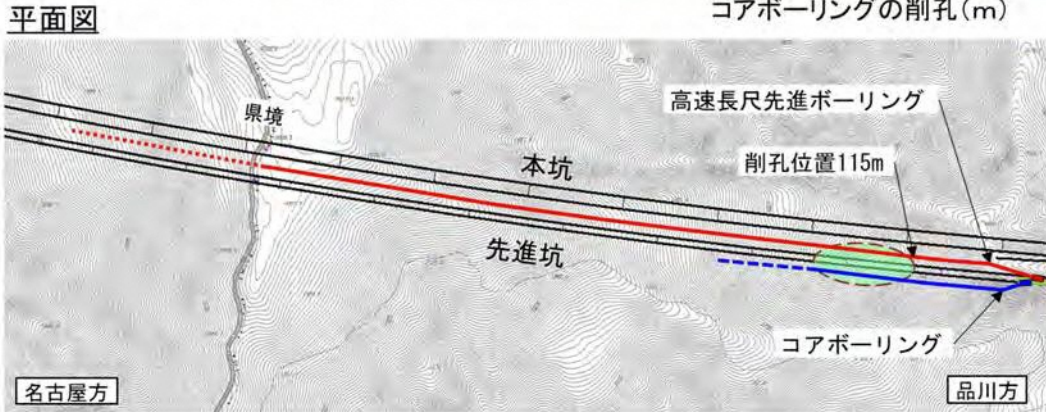 コアボーリングの削孔(m)
平面図
高速長尺先進ボーリング
県境
本坑
削孔位置115m
先進坑
コアボーリング
名古屋方
品川方